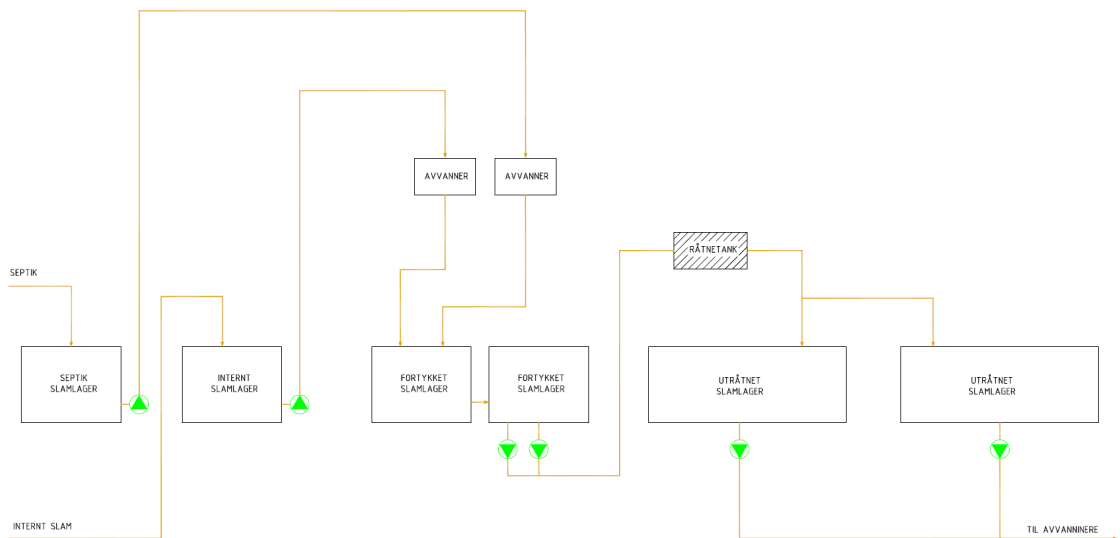 AVVANNER
AVVANNER
RÅTNETANK
SEPTIK
SEPTIK
SLAMLAGER
INTERNT
SLAMLAGER
FORTYKKET
SLAMLAGER
FORTYKKET
SLAMLAGER
UTRÅTNET
SLAMLAGER
UTRÅTNET
SLAMLAGER
INTERNT SLAM
TIL AVVANNINERE